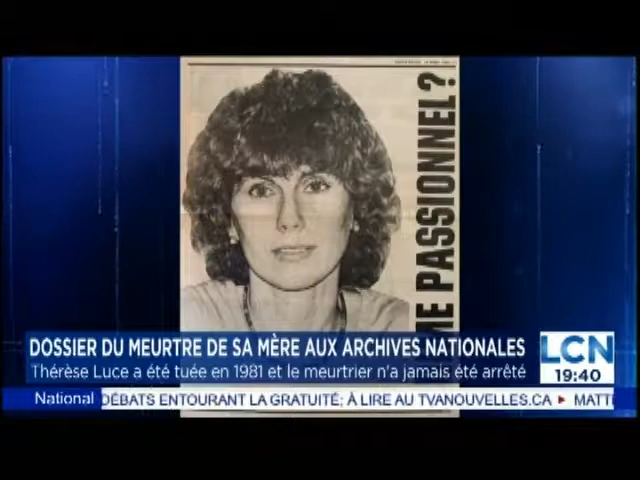 ME PASSIONNEL?
DOSSIER DU MEURTRE DE SA MÈRE AUX ARCHIVES NATIONALES
Thérèse Luce a été tuée en 1981 et le meurtrier n'a jamais été arrêté
LCN
19:40
National DÉBATS ENTOURANT LA GRATUITÉ; À LIRE AU TVANOUVELLES.CA ► MATT